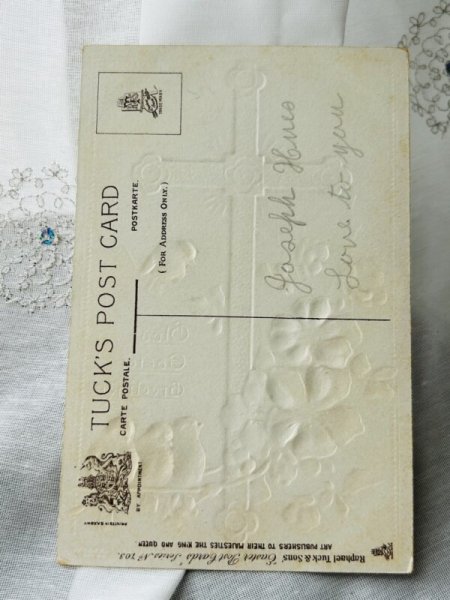 TUCK'S POST CARD
CARTE POSTALE.
POSTKARTE.
( FOR ADDRESS ONLY. )
BY APPOINTMENT
PRINTED IN SAXONY
Joseph
Love to you
Raphael Tuck & Sons' "Easter Post Cards" Series Nº 703.
ART PUBLISHERS TO THEIR MAJESTIES THE KING AND QUEEN